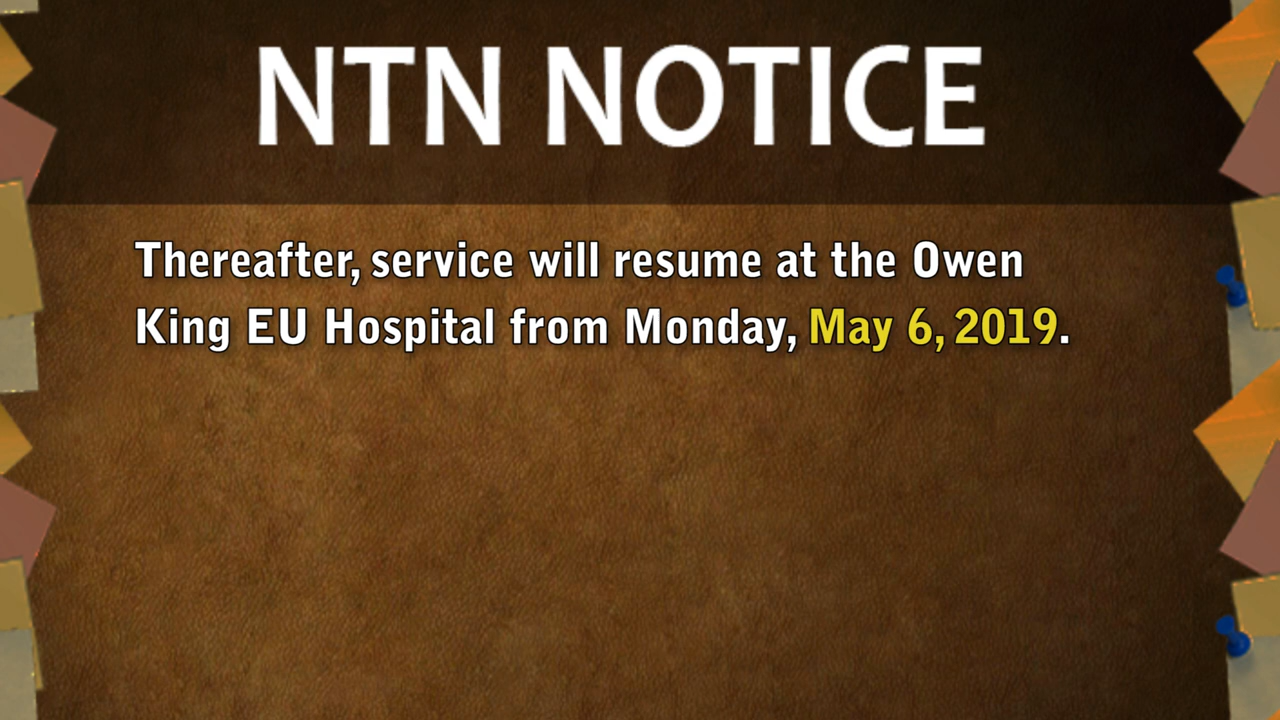 NTN NOTICE
Thereafter, service will resume at the Owen
King EU Hospital from Monday, May 6, 2019.